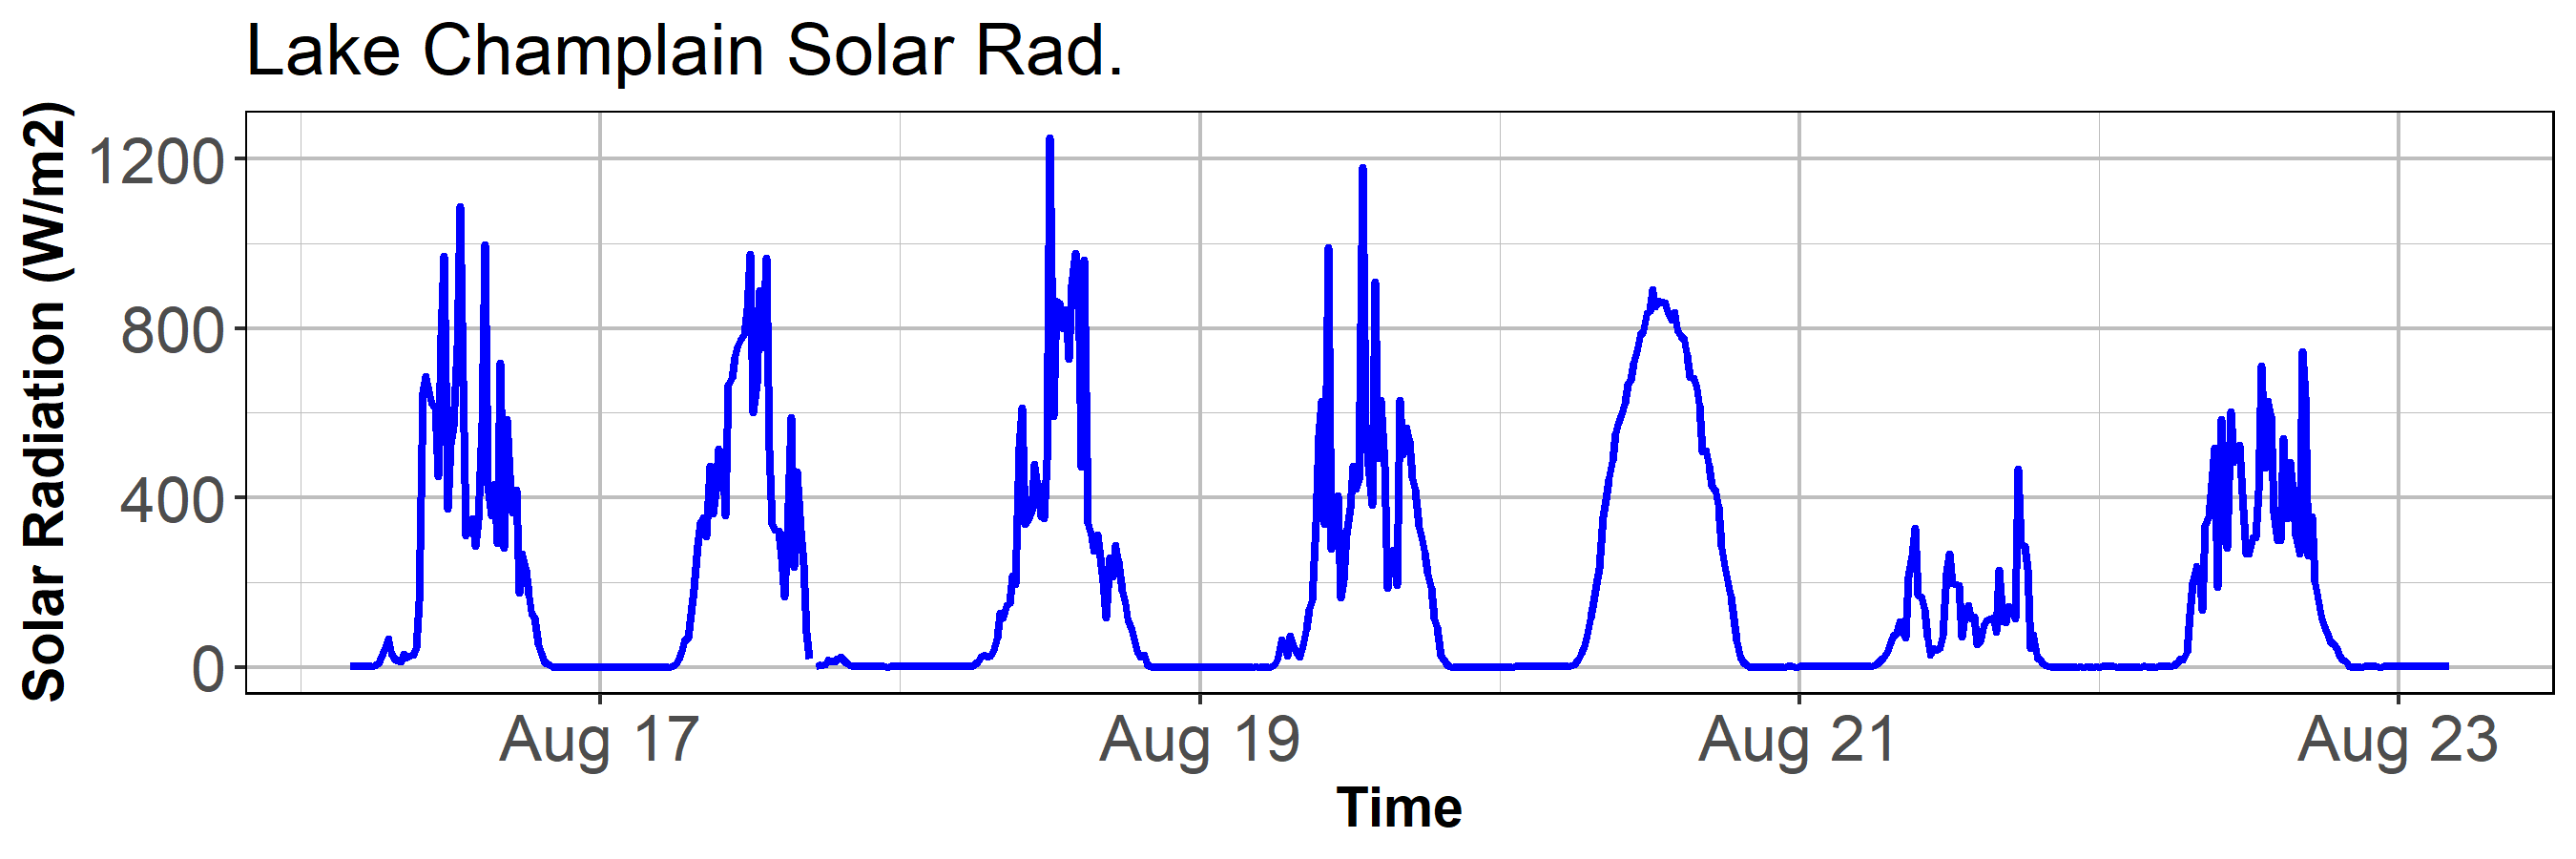 Lake Champlain Solar Rad.
Solar Radiation (W/m2)
1200
800
400
0
Aug 17 Aug 19 Aug 21 Aug 23
Time